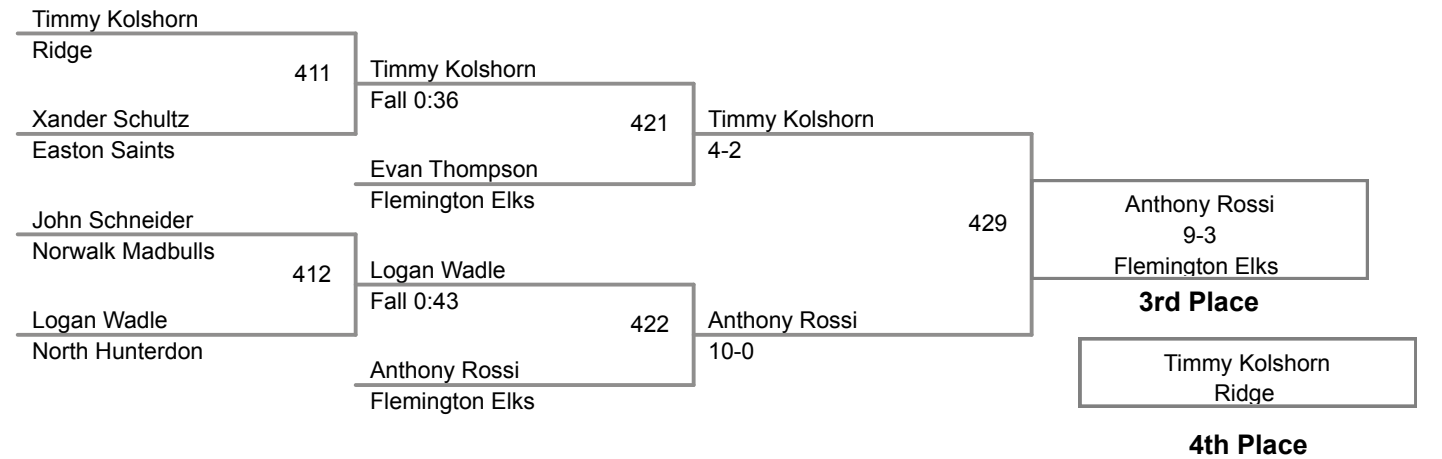 Timmy Kolshorn
Ridge
411
Xander Schultz
Easton Saints
John Schneider
Norwalk Madbulls
412
Logan Wadle
North Hunterdon
Timmy Kolshorn
Fall 0:36
421
Evan Thompson
Flemington Elks
Logan Wadle
Fall 0:43
422
Anthony Rossi
Flemington Elks
Timmy Kolshorn
4-2
429
Anthony Rossi
10-0
Anthony Rossi
9-3
Flemington Elks
3rd Place
Timmy Kolshorn
Ridge
4th Place